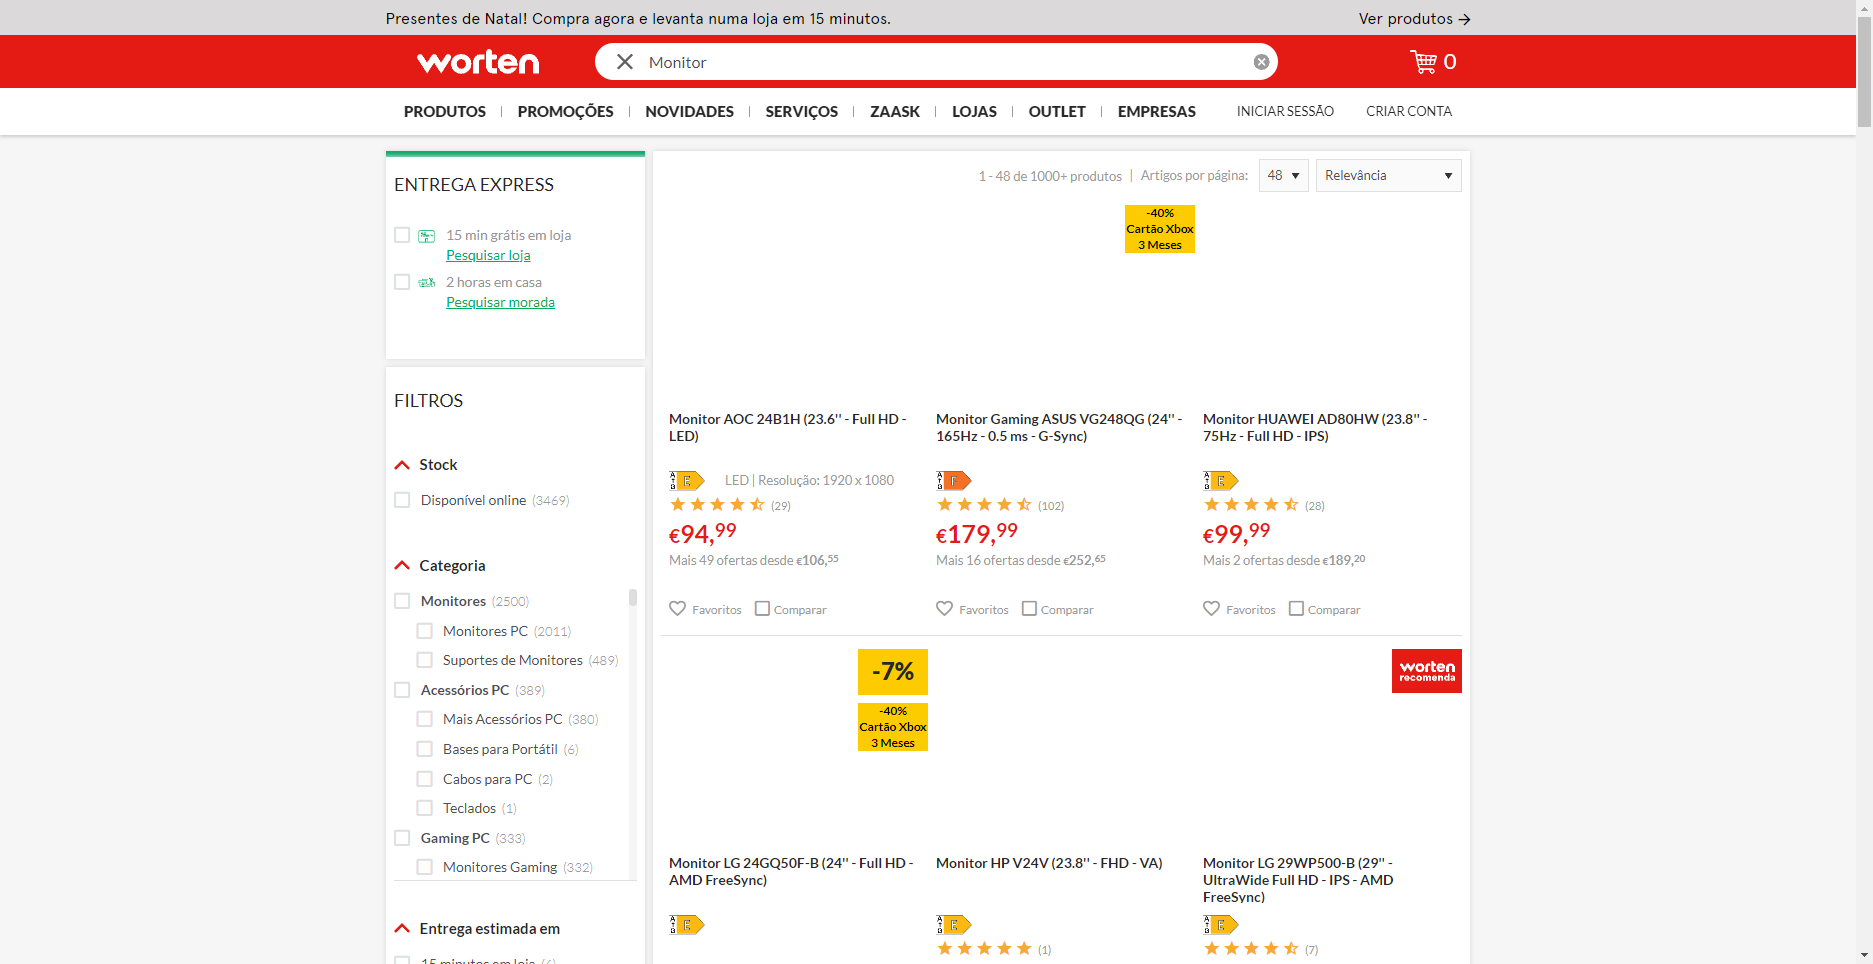 Presentes de Natal! Compra agora e levanta numa loja em 15 minutos.
Ver produtos
worten
Monitor
0
PRODUTOS
PROMOÇÕES
NOVIDADES
SERVIÇOS
ZAASK
LOJAS
OUTLET
EMPRESAS
INICIAR SESSÃO
CRIAR CONTA
ENTREGA EXPRESS
15 min grátis em loja
Pesquisar loja
2 horas em casa
Pesquisar morada
FILTROS
Stock
Disponível online (3469)
Categoria
Monitores (2500)
Monitores PC (2011)
Suportes de Monitores (489)
Acessórios PC (389)
Mais Acessórios PC (380)
Bases para Portátil (6)
Cabos para PC (2)
Teclados (1)
Gaming PC (333)
Monitores Gaming (332)
Entrega estimada em
15 minutos em loja
1 - 48 de 1000+ produtos | Artigos por página:
48
Relevância
-40%
Cartão Xbox
3 Meses
Monitor AOC 24B1H (23.6'' - Full HD -
LED)
E
LED | Resolução: 1920 x 1080
(29)
€94,99
Mais 49 ofertas desde €106,55
Favoritos
Comparar
Monitor Gaming ASUS VG248QG (24'' -
165Hz - 0.5 ms - G-Sync)
F
(102)
€179,99
Mais 16 ofertas desde €252,65
Favoritos
Comparar
Monitor HUAWEI AD80HW (23.8'' -
75Hz - Full HD - IPS)
E
(28)
€99,99
Mais 2 ofertas desde €189,20
Favoritos
Comparar
-7%
-40%
Cartão Xbox
3 Meses
Monitor LG 24GQ50F-B (24'' - Full HD -
AMD FreeSync)
E
Monitor HP V24V (23.8'' - FHD - VA)
E
(1)
worten
recomenda
Monitor LG 29WP500-B (29'' -
UltraWide Full HD - IPS - AMD
FreeSync)
E
(7)